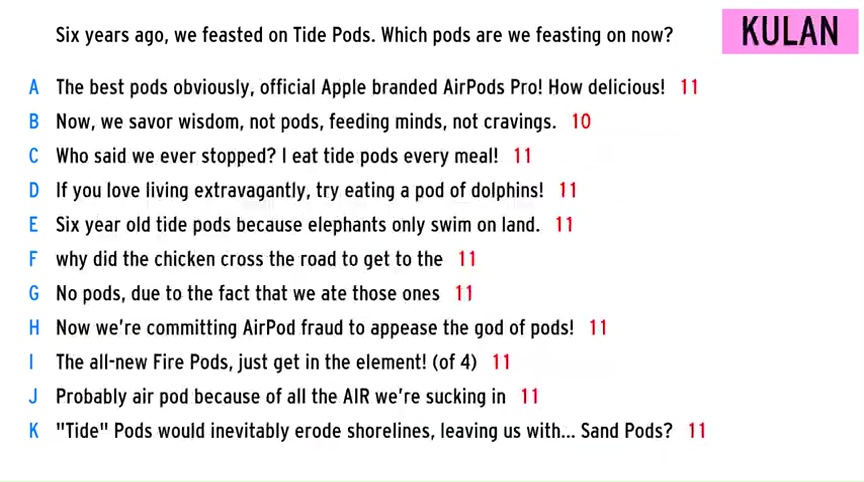 Six years ago, we feasted on Tide Pods. Which pods are we feasting on now?
KULAN
A The best pods obviously, official Apple branded AirPods Pro! How delicious! 11
B Now, we savor wisdom, not pods, feeding minds, not cravings. 10
C Who said we ever stopped? I eat tide pods every meal! 11
D If you love living extravagantly, try eating a pod of dolphins! 11
E Six year old tide pods because elephants only swim on land. 11
F why did the chicken cross the road to get to the 11
G No pods, due to the fact that we ate those ones 11
H Now we're committing AirPod fraud to appease the god of pods! 11
I The all-new Fire Pods, just get in the element! (of 4) 11
J Probably air pod because of all the AIR we're sucking in 11
K "Tide" Pods would inevitably erode shorelines, leaving us with... Sand Pods? 11